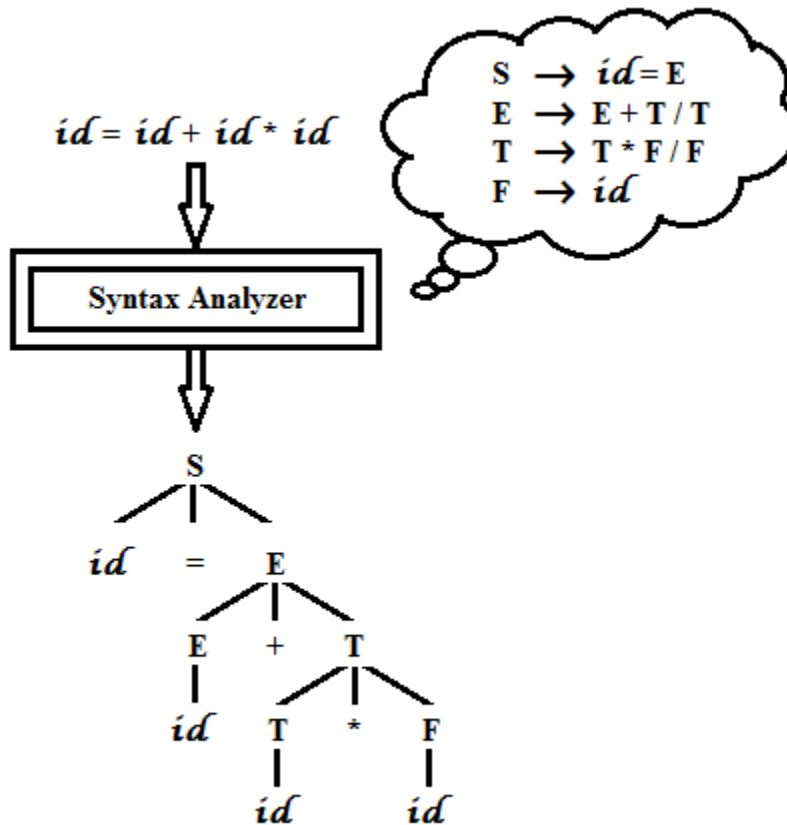 S → id = E
E → E + T / T
T → T * F / F
F → id
id = id + id * id
Syntax Analyzer
S
id = E
E + T
id T * F
id id